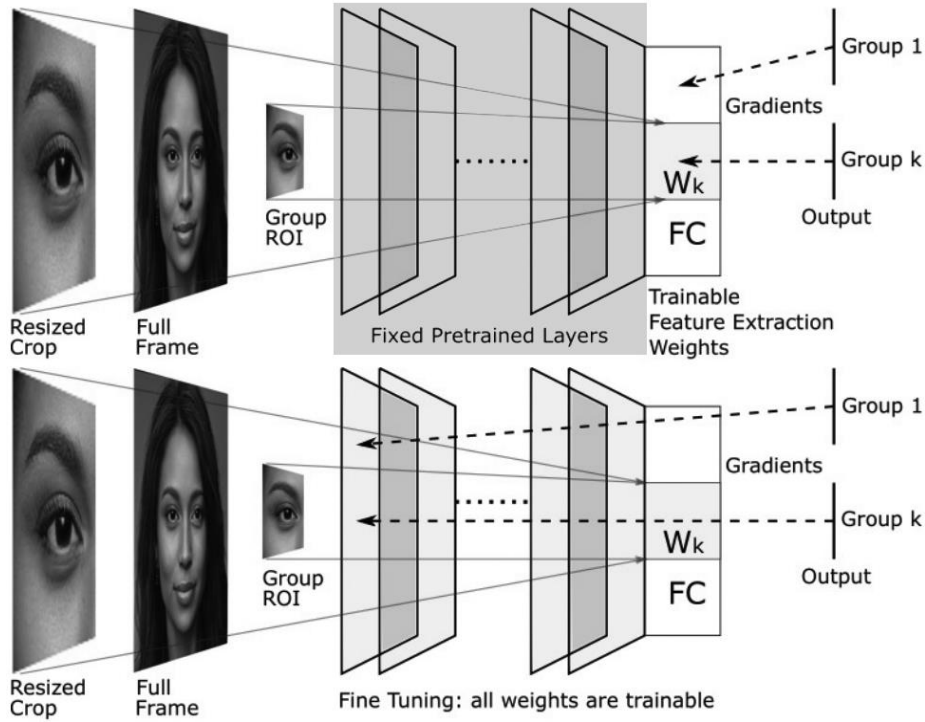 Group 1
Gradients
Group k
Wk
Group
ROI
FC
Output
Resized
Crop
Full
Frame
Fixed Pretrained Layers
Trainable
Feature Extraction
Weights
Group 1
Gradients
Group k
Wk
Group
ROI
FC
Output
Resized
Crop
Full
Frame
Fine Tuning: all weights are trainable